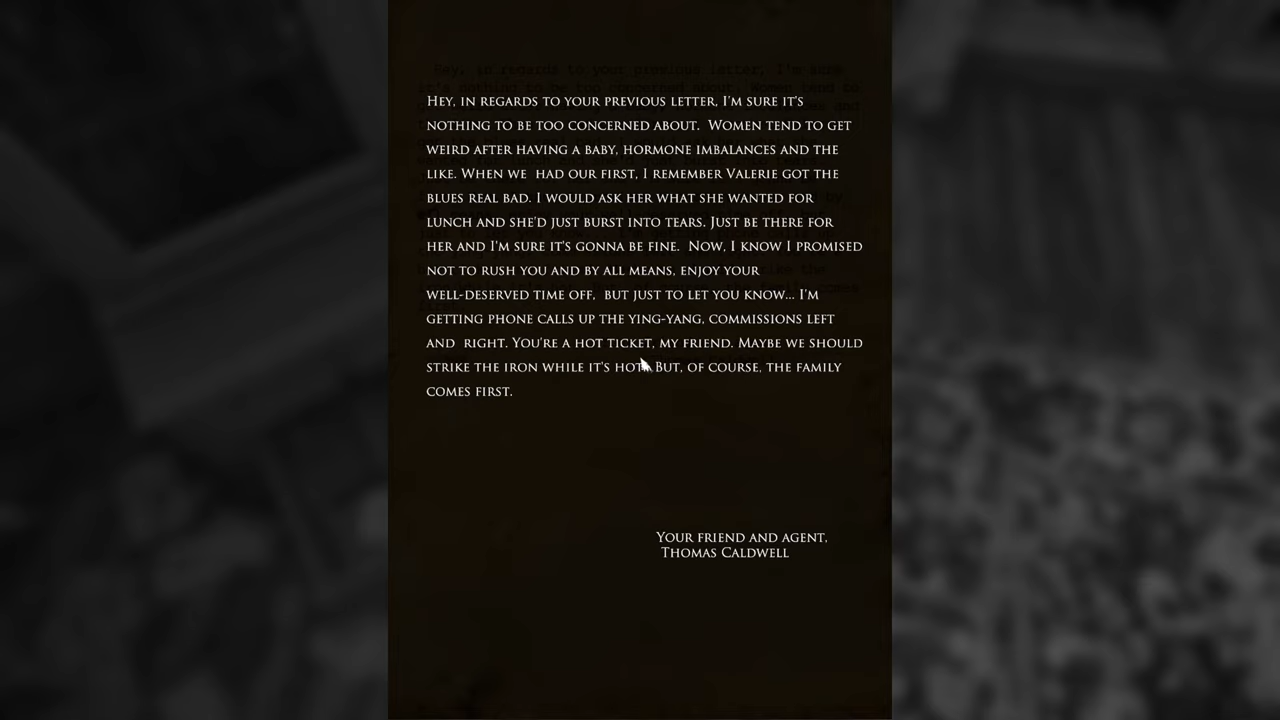 Hey, in regards to your previous letter, I'm sure it's
nothing to be too concerned about.  Women tend to get
weird after having a baby, hormone imbalances and the
like. When we  had our first, I remember Valerie got the
blues real bad. I would ask her what she wanted for
lunch and she'd just burst into tears. Just be there for
her and I'm sure it's gonna be fine.  Now, I know I promised
not to rush you and by all means, enjoy your
well-deserved time off,  but just to let you know... I'm
getting phone calls up the ying-yang, commissions left
and  right. You're a hot ticket, my friend. Maybe we should
strike the iron while it's hot. But, of course, the family
comes first.
Your friend and agent,
Thomas Caldwell